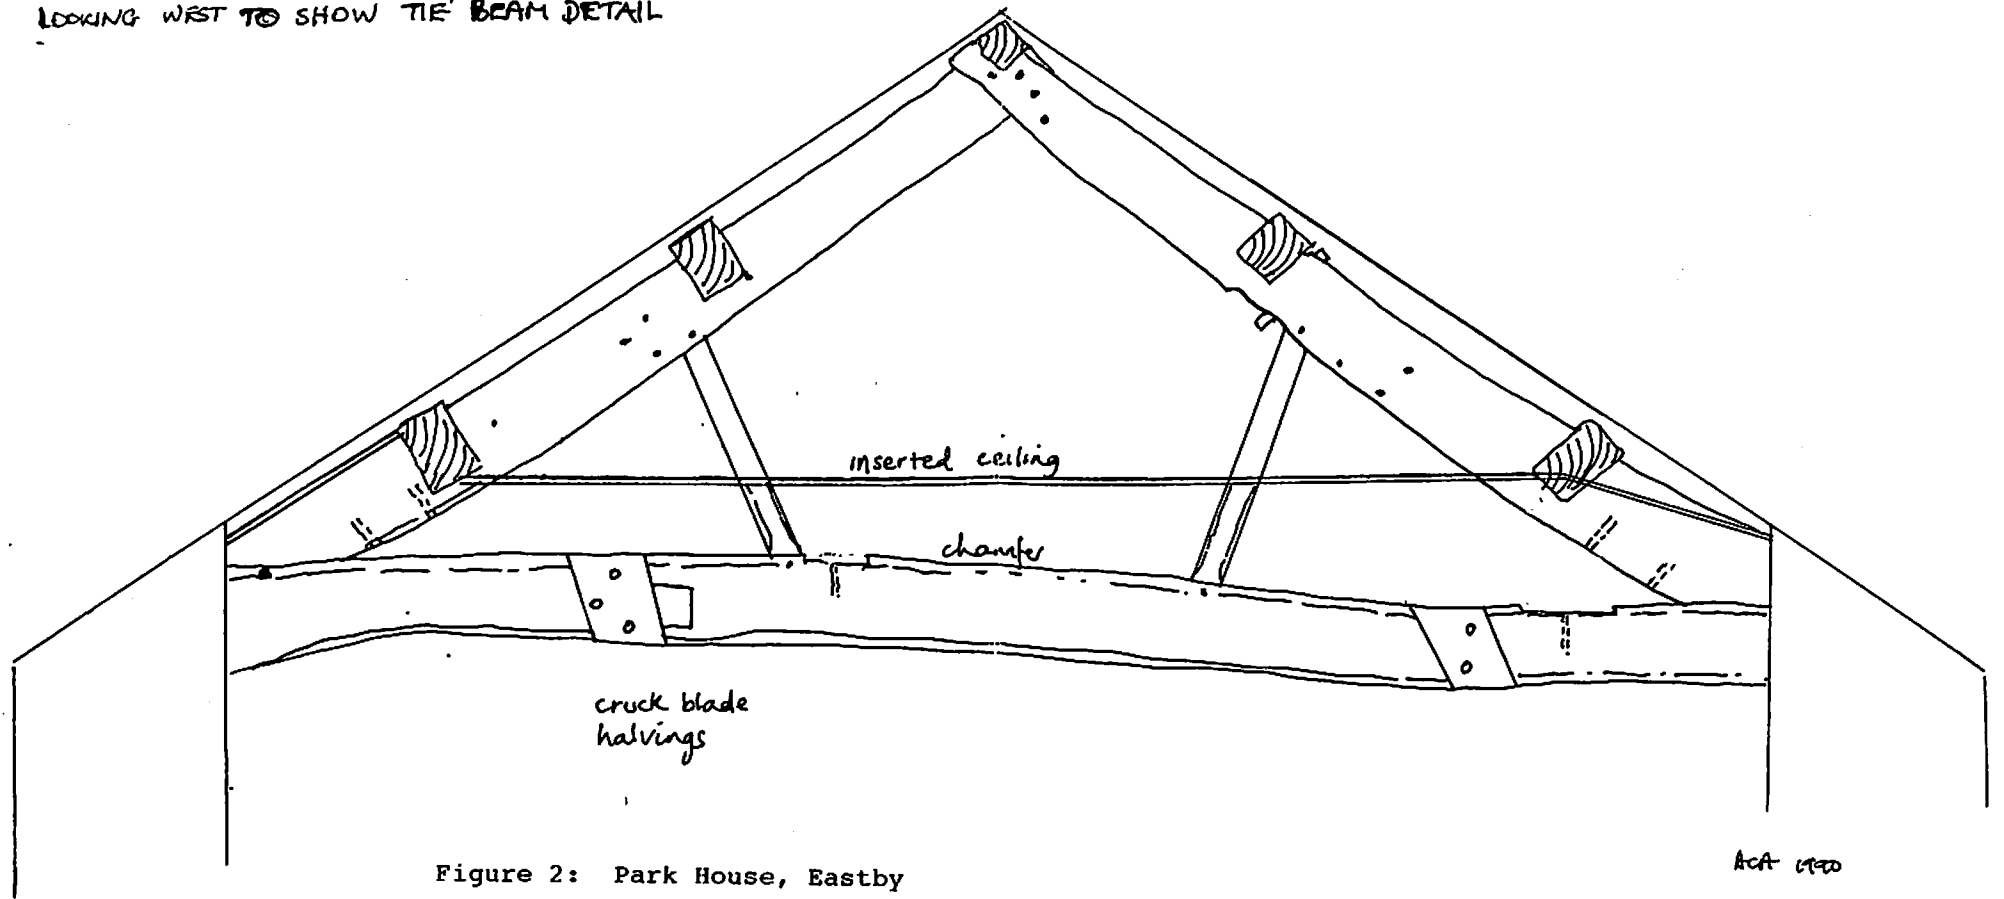 LOOKING WEST TO SHOW TIE BEAM DETAIL
inserted ceiling
chamfer
cruck blade
halvings
Figure 2: Park House, Eastby
ACA 1990